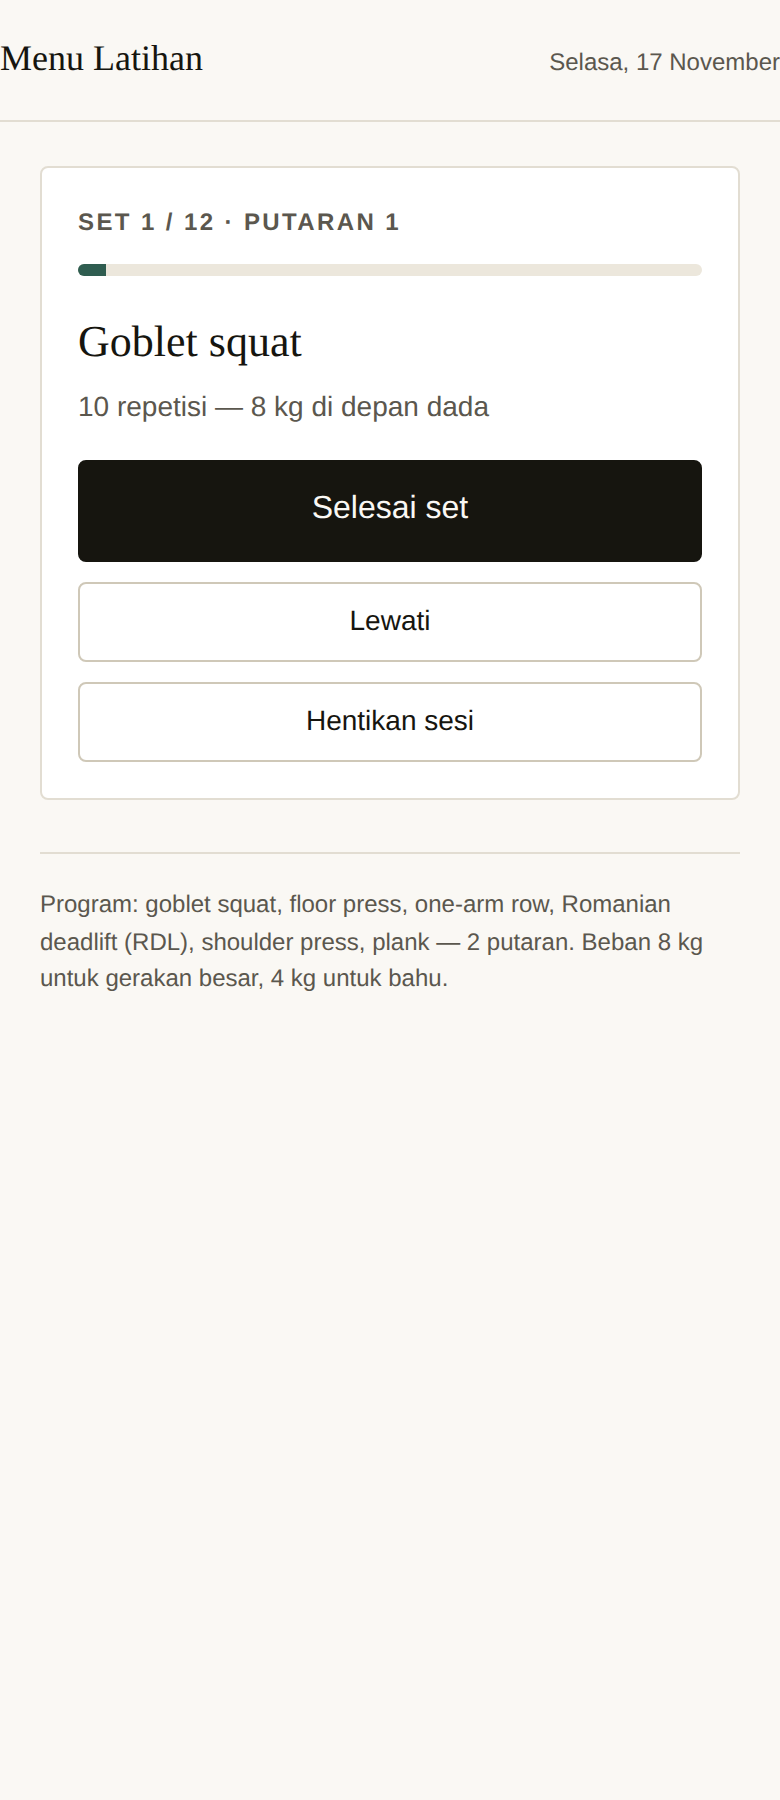 Menu Latihan
Selasa, 17 November
SET 1 / 12 · PUTARAN 1
Goblet squat
10 repetisi — 8 kg di depan dada
Selesai set
Lewati
Hentikan sesi
Program: goblet squat, floor press, one-arm row, Romanian
deadlift (RDL), shoulder press, plank — 2 putaran. Beban 8 kg
untuk gerakan besar, 4 kg untuk bahu.